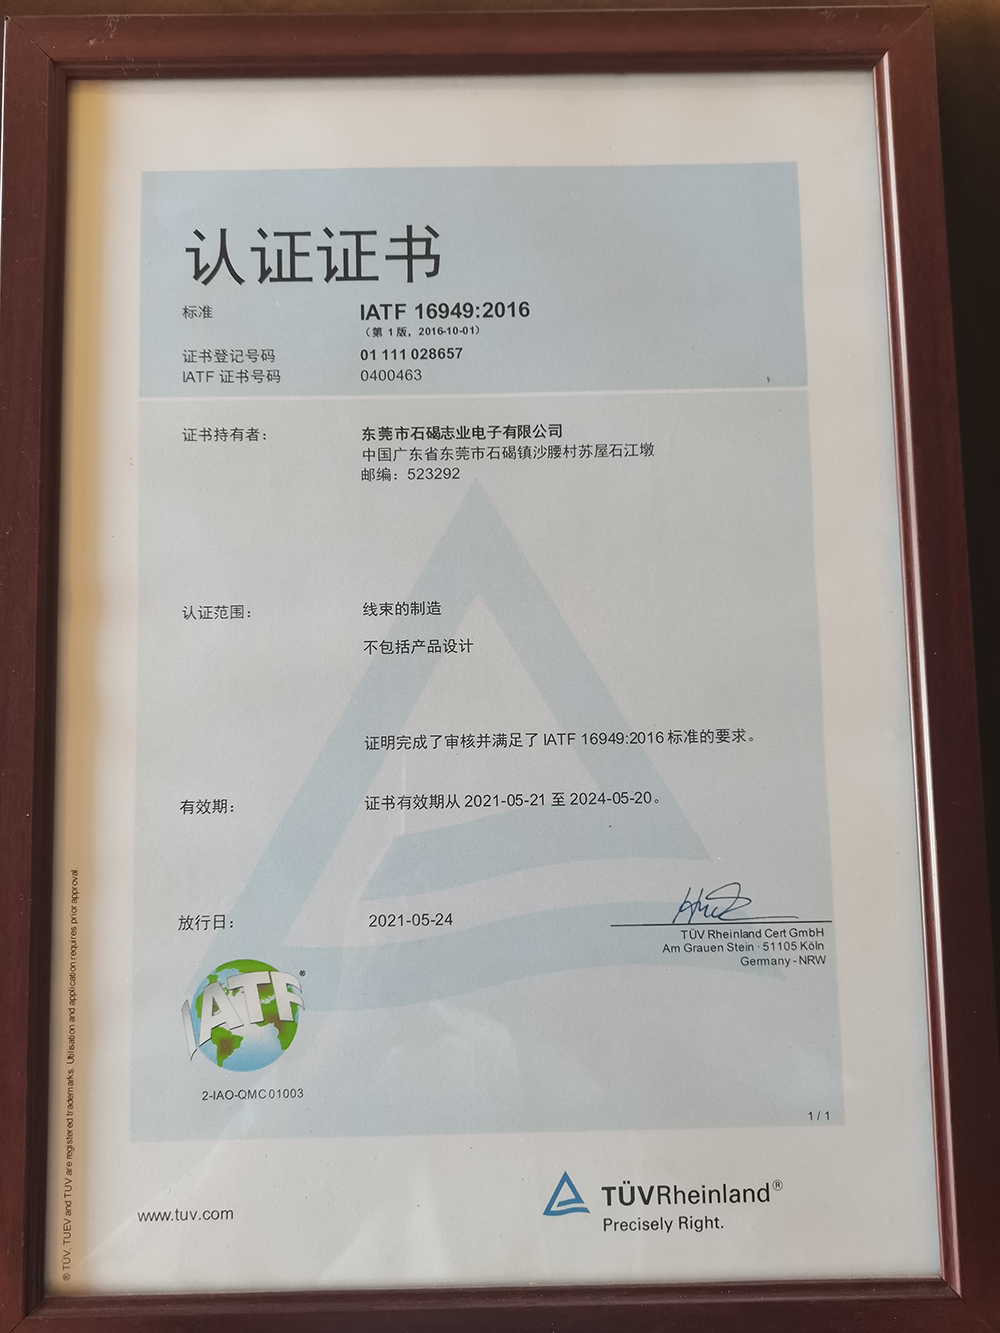 认证证书
标准 IATF 16949:2016
（第 1 版，2016-10-01）
证书登记号码 01 111 028657
IATF 证书号码 0400463
证书持有者： 东莞市石碣志业电子有限公司
中国广东省东莞市石碣镇沙腰村苏屋石江墩
邮编：523292
认证范围： 线束的制造
不包括产品设计
证明完成了审核并满足了 IATF 16949:2016 标准的要求。
有效期： 证书有效期从 2021-05-21 至 2024-05-20。
放行日： 2021-05-24
TÜV Rheinland Cert GmbH
Am Grauen Stein · 51105 Köln
Germany - NRW
IATF®
2-IAO-QMC 01003
1 / 1
www.tuv.com
TÜVRheinland®
Precisely Right.
® TÜV, TUEV and TUV are registered trademarks. Utilisation and application requires prior approval.